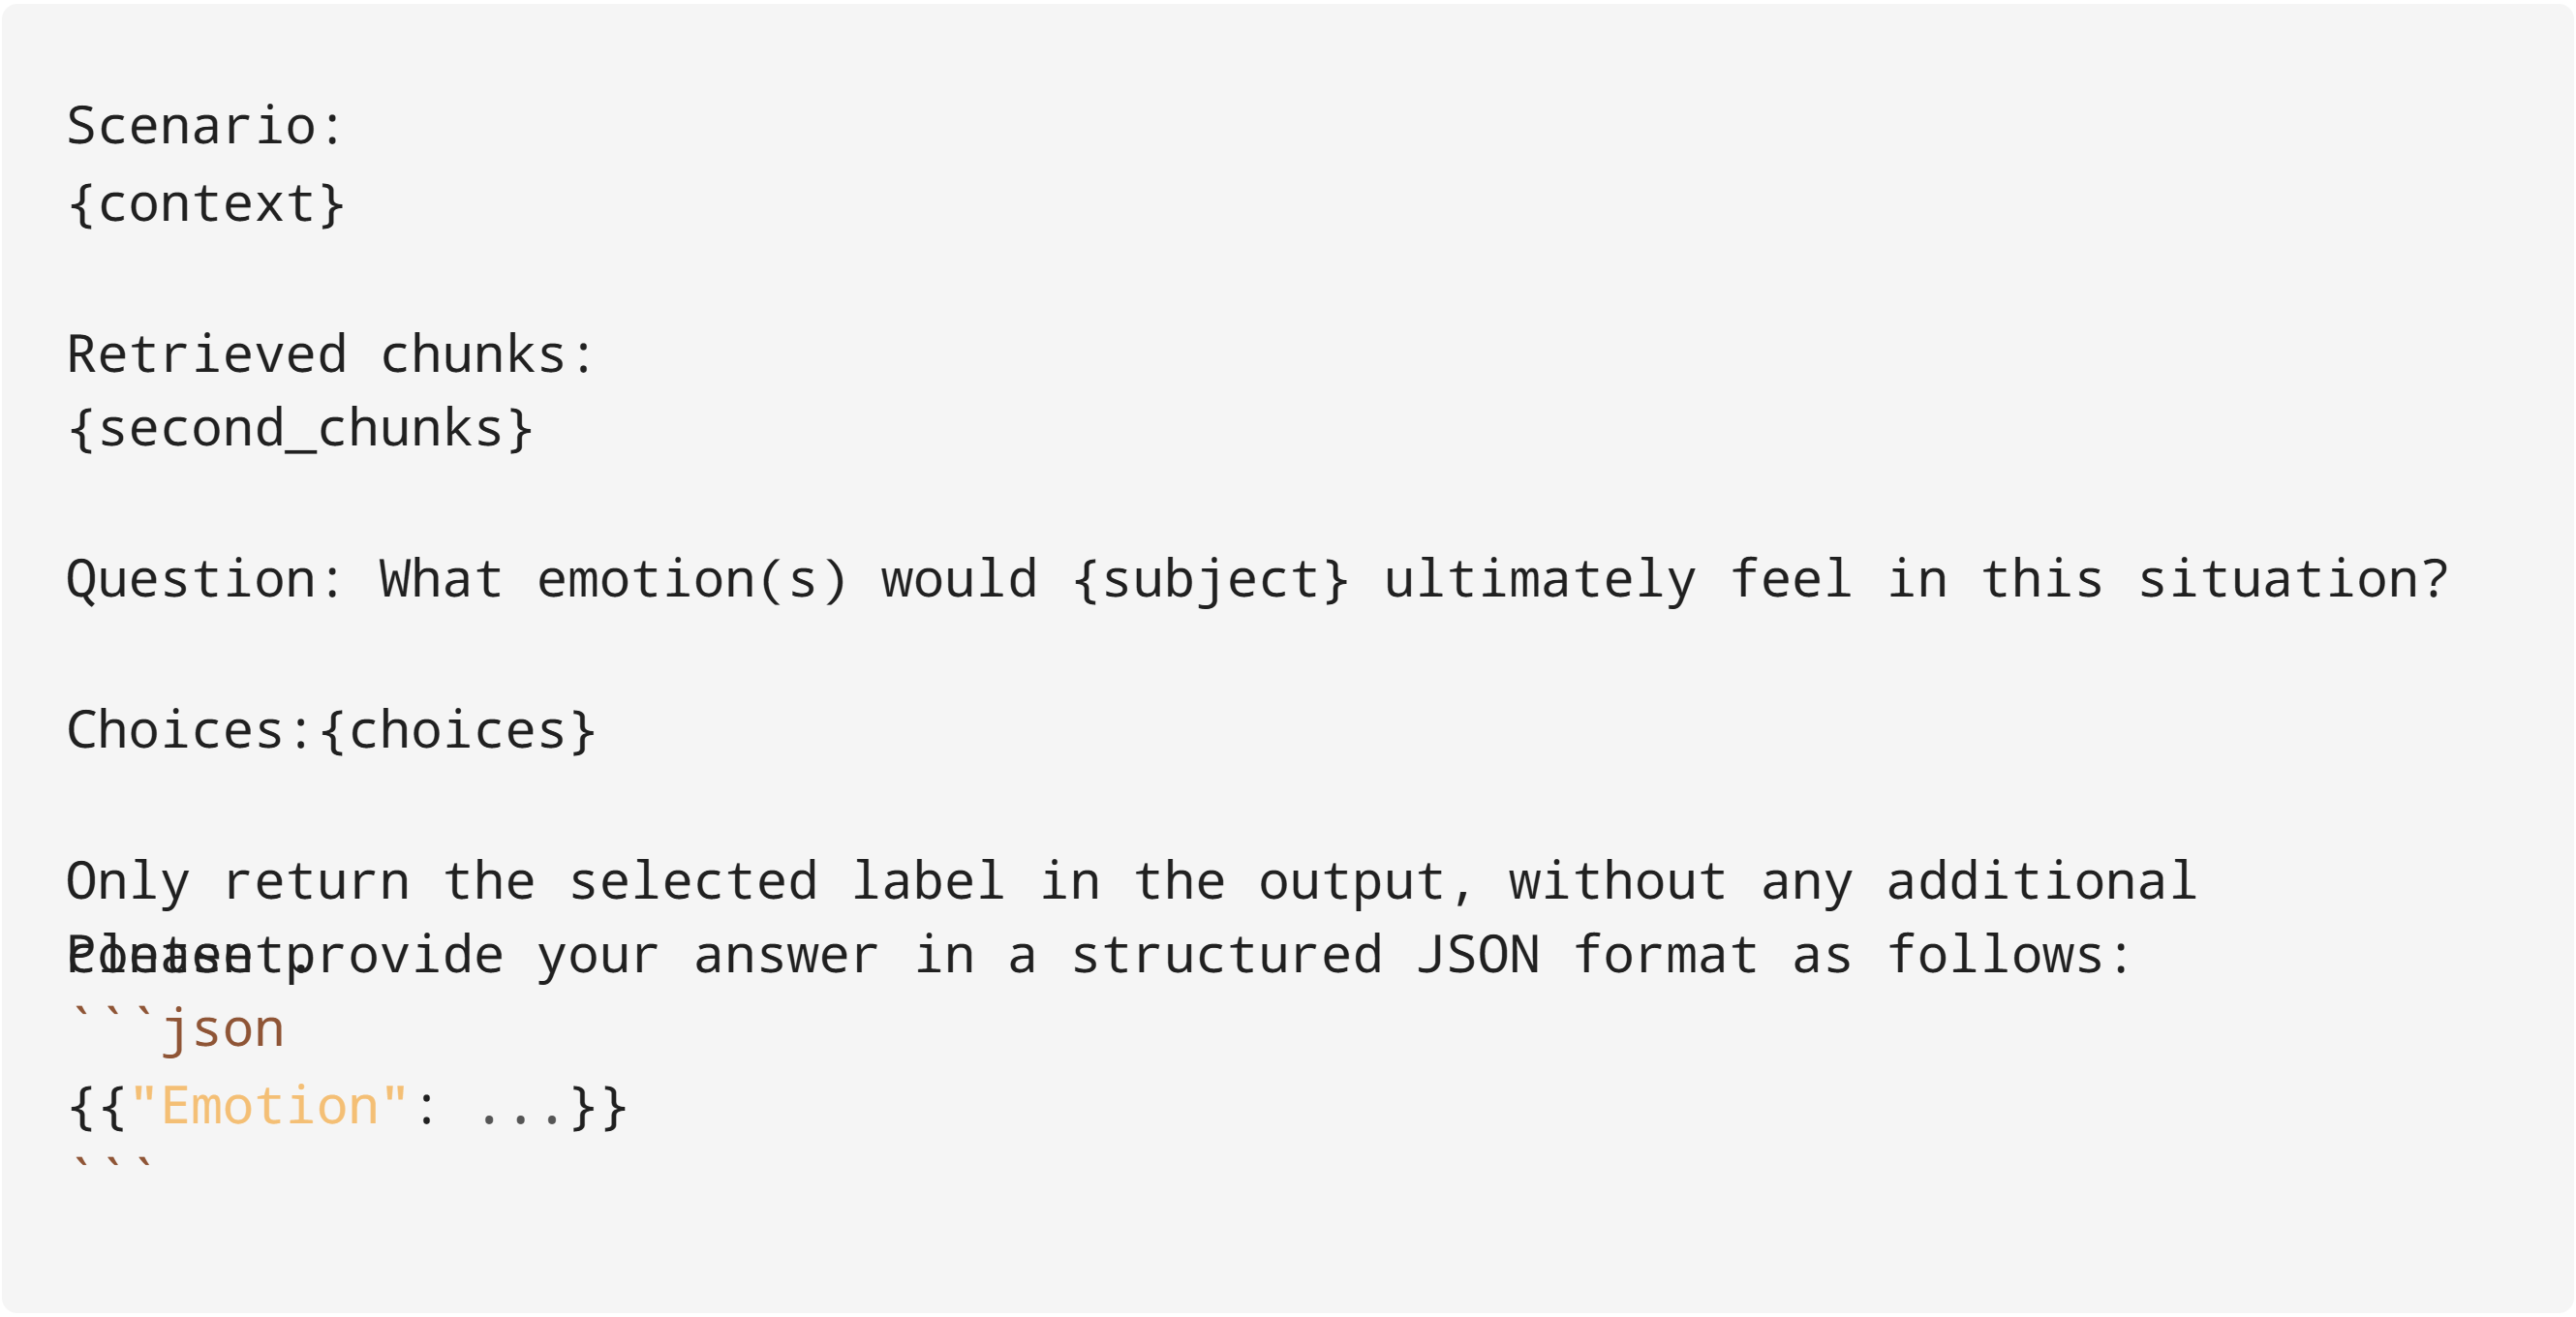 Scenario:
{context}
Retrieved chunks:
{second_chunks}
Question: What emotion(s) would {subject} ultimately feel in this situation?
Choices:{choices}
Only return the selected label in the output, without any additional
content.
Please provide your answer in a structured JSON format as follows:
```json
{{"Emotion": ...}}
```